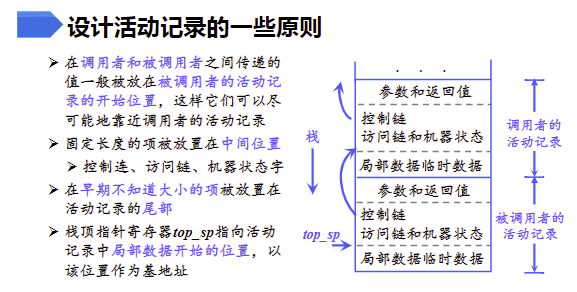 设计活动记录的一些原则
在调用者和被调用者之间传递的
值一般被放在被调用者的活动记
录的开始位置，这样它们可以尽
可能地靠近调用者的活动记录
固定长度的项被放置在中间位置
控制连、访问链、机器状态字
在早期不知道大小的项被放置在
活动记录的尾部
栈顶指针寄存器top_sp指向活动
记录中局部数据开始的位置，以
该位置作为基地址
栈
top_sp
. . .
参数和返回值
控制链
访问链和机器状态
局部数据临时数据
参数和返回值
控制链
访问链和机器状态
局部数据临时数据
调用者的
活动记录
被调用者的
活动记录